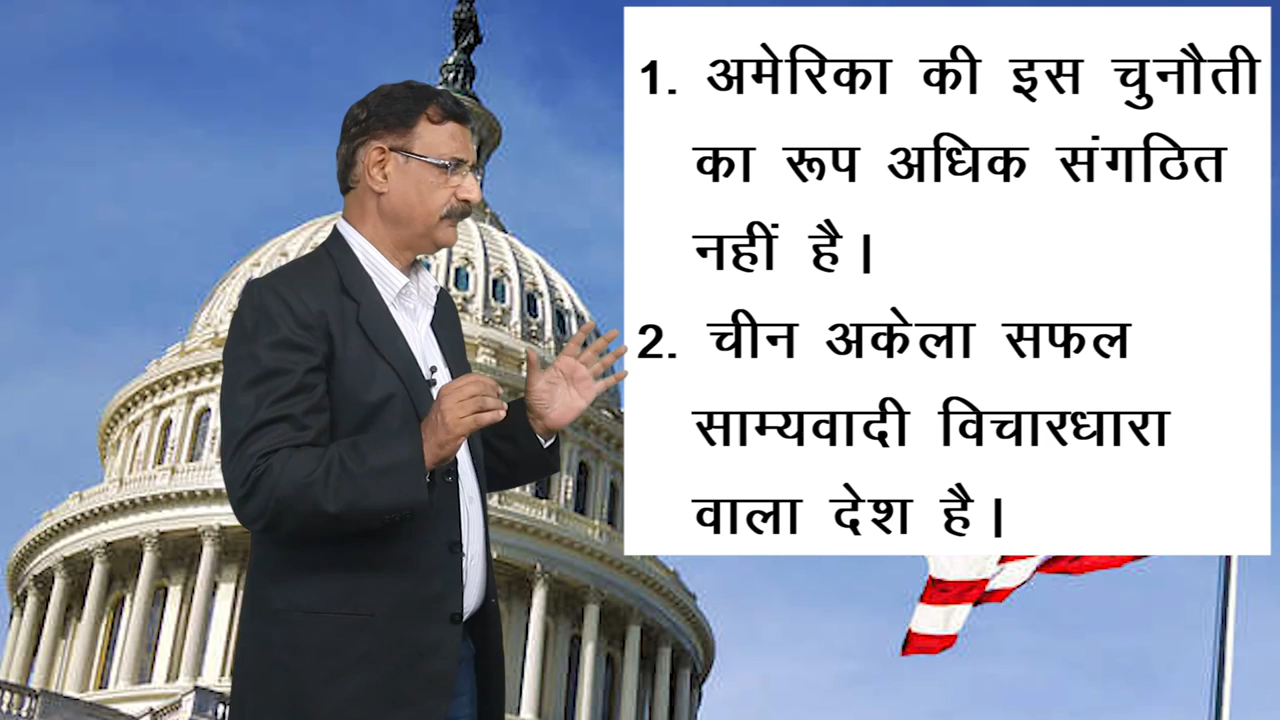 1. अमेरिका की इस चुनौती
का रूप अधिक संगठित
नहीं है।
2. चीन अकेला सफल
साम्यवादी विचारधारा
वाला देश है।